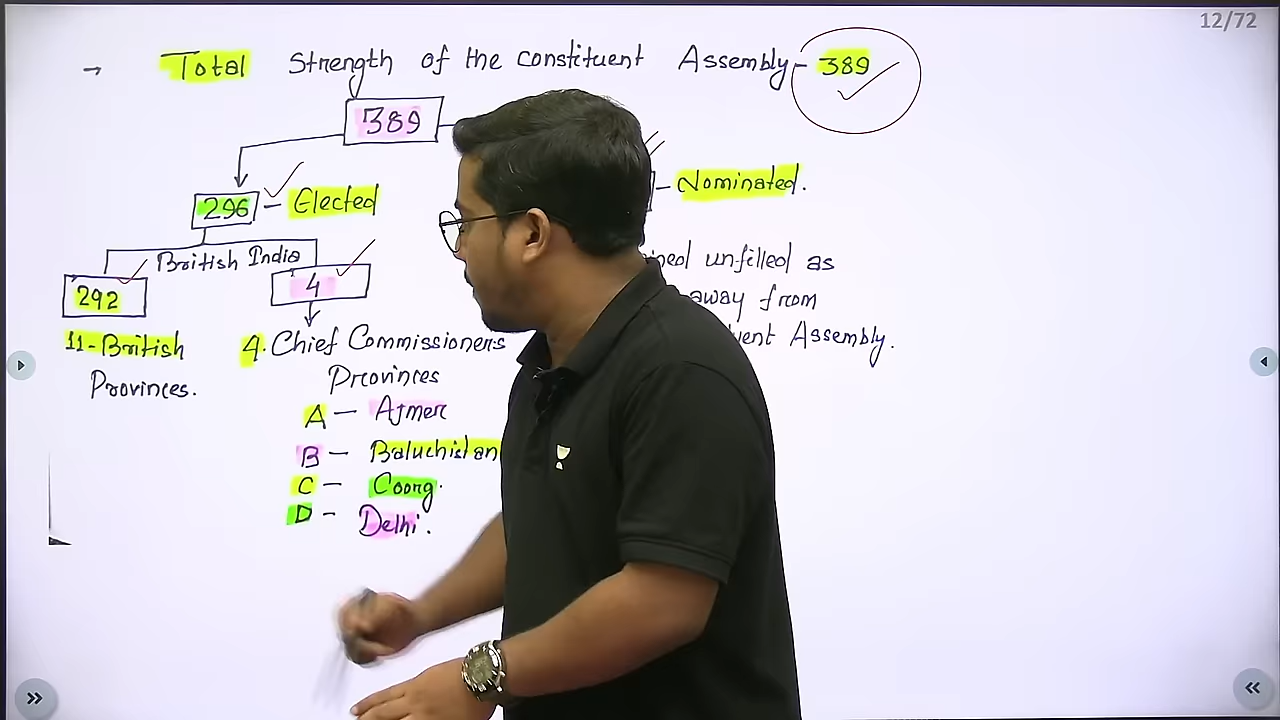 12/72
→ Total Strength of the constituent Assembly - 389
389
296 - Elected
- Nominated.
British India
292
4
11-British
Provinces.
4. Chief Commissioners
Provinces
A - Ajmer
B - Baluchistan
C - Coorg.
D - Delhi.
unfilled as
away from
Assembly.